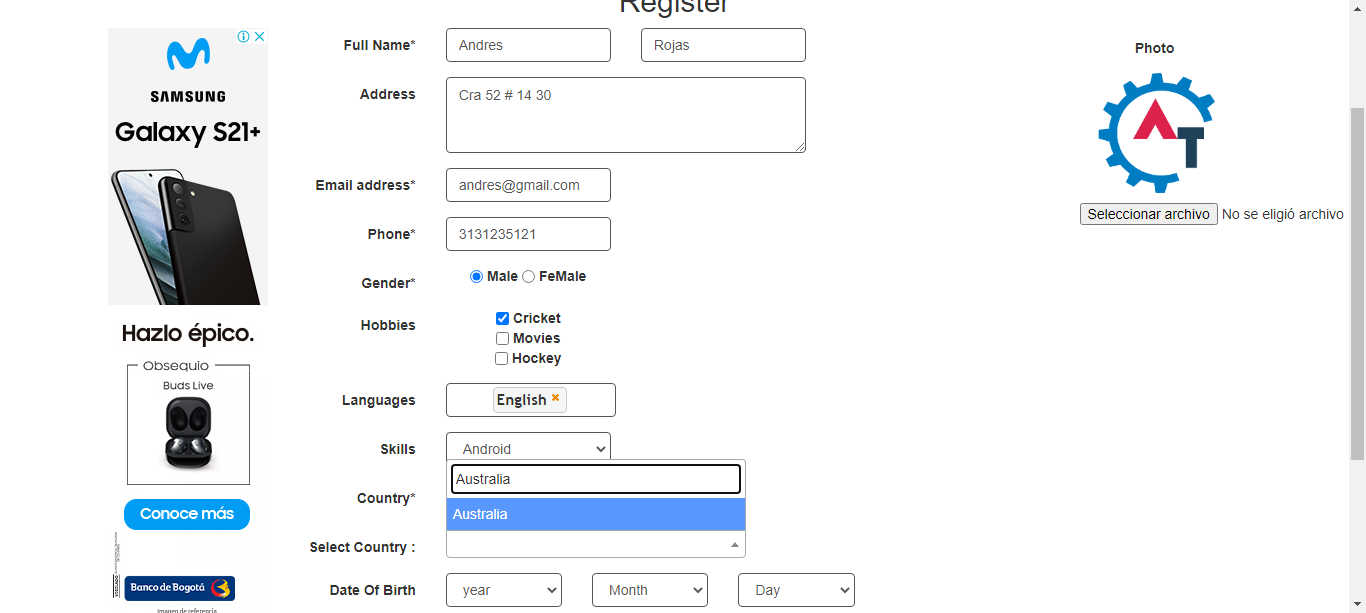 Register
Full Name*
Andres
Rojas
Photo
SAMSUNG
Galaxy S21+
Address
Cra 52 # 14 30
AT
Email address*
andres@gmail.com
Seleccionar archivo No se eligió archivo
Phone*
3131235121
Gender*
Male FeMale
Hazlo épico.
Hobbies
Cricket
Movies
Hockey
Obsequio
Buds Live
Languages
English
Skills
Android
Australia
Country*
Conoce más
Australia
Select Country :
VIGILADO
Banco de Bogotá
Date Of Birth
year
Month
Day
Imagen de referencia